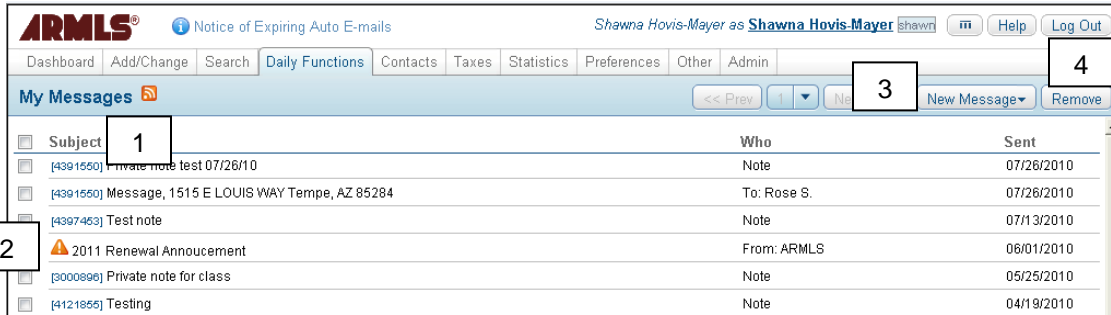 ARMLS® Notice of Expiring Auto E-mails Shawna Hovis-Mayer as Shawna Hovis-Mayer shawn Help Log Out
Dashboard Add/Change Search Daily Functions Contacts Taxes Statistics Preferences Other Admin 4
My Messages << Prev 1 Ne 3 New Message Remove
Subject 1 Who Sent
[4391550] Private note test 07/26/10 Note 07/26/2010
[4391550] Message, 1515 E LOUIS WAY Tempe, AZ 85284 To: Rose S. 07/26/2010
[4397453] Test note Note 07/13/2010
2 2011 Renewal Annoucement From: ARMLS 06/01/2010
[3000896] Private note for class Note 05/25/2010
[4121855] Testing Note 04/19/2010